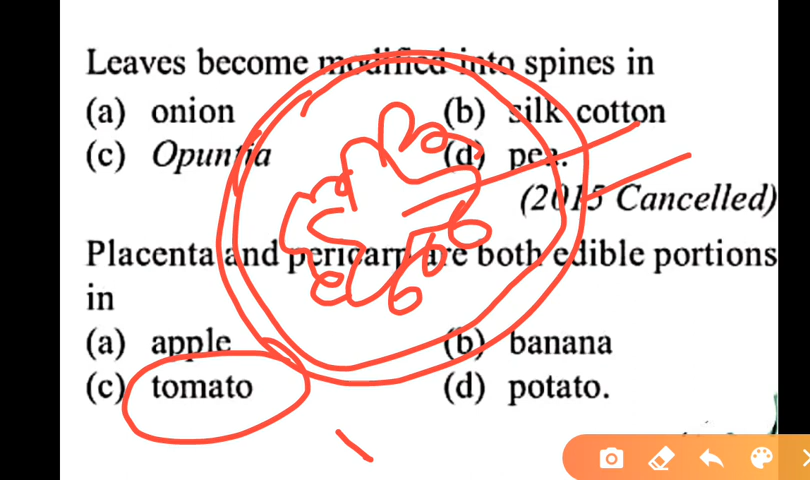 Leaves become modified into spines in
(a) onion (b) silk cotton
(c) Opuntia (d) pea.
(2015 Cancelled)
Placenta and pericarp are both edible portions
in
(a) apple (b) banana
(c) tomato (d) potato.